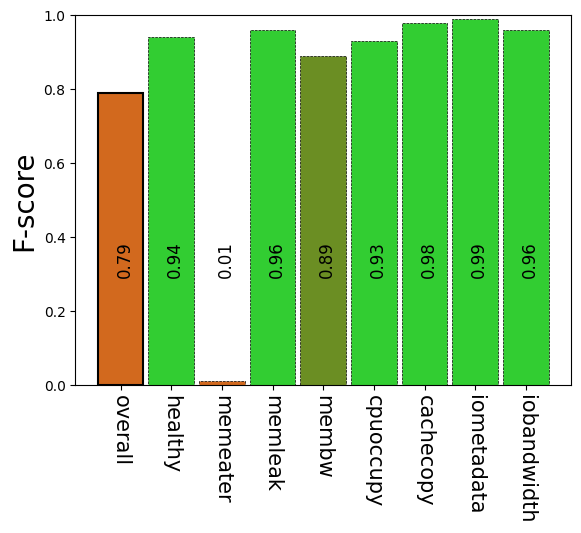 F-score
1.0
0.8
0.6
0.4
0.2
0.0
0.79
0.94
0.01
0.96
0.89
0.93
0.98
0.99
0.96
overall
healthy
memeater
memleak
membw
cpuoccupy
cachecopy
iometadata
iobandwidth